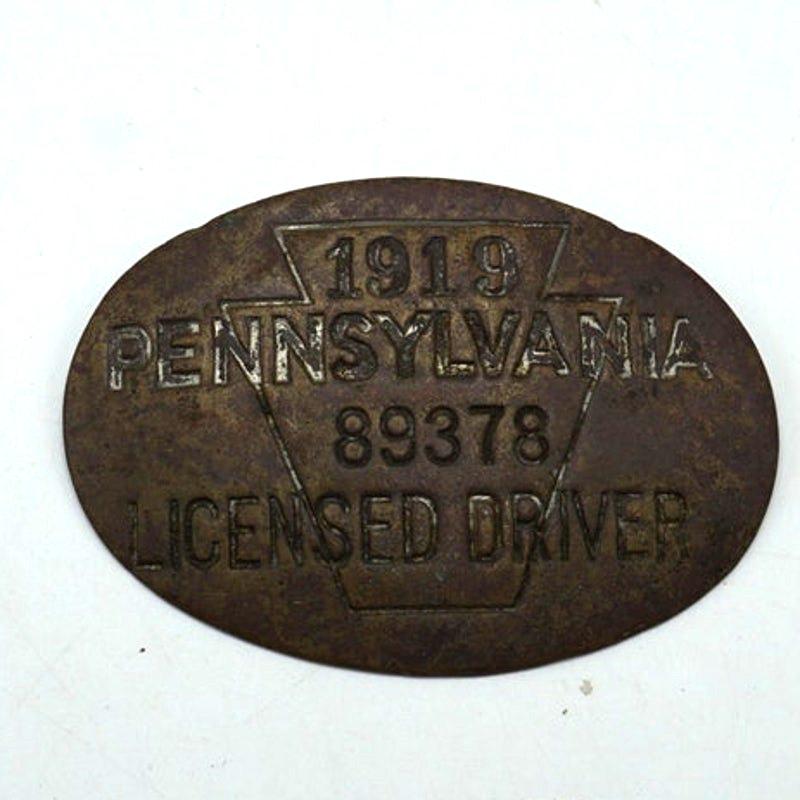 1919
PENNSYLVANIA
89378
LICENSED DRIVER